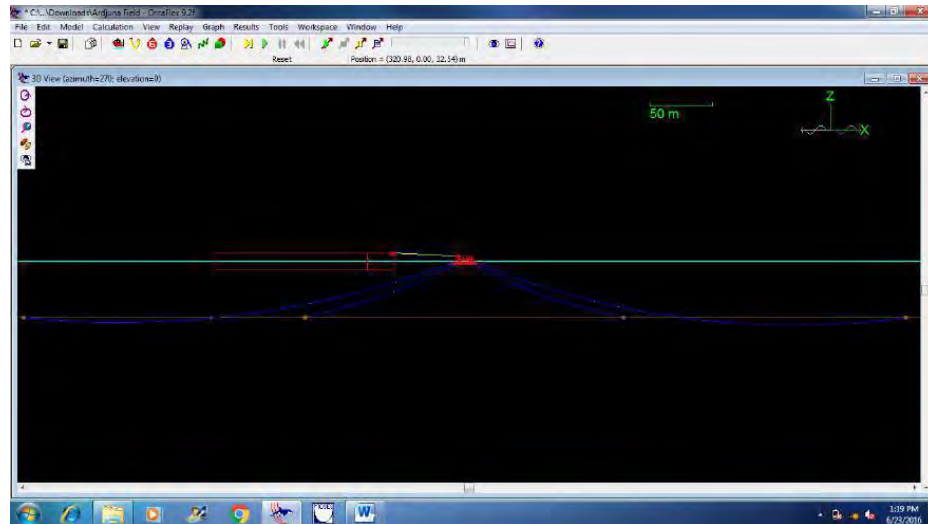 * C:\...\Downloads\Ardjuna Field - OrcaFlex 9.2f
File Edit Model Calculation View Replay Graph Results Tools Workspace Window Help
Reset Position = (320.98, 0.00, 32.54) m
3D View (azimuth=270; elevation=0)
50 m
Z
X
W
1:19 PM
6/23/2016